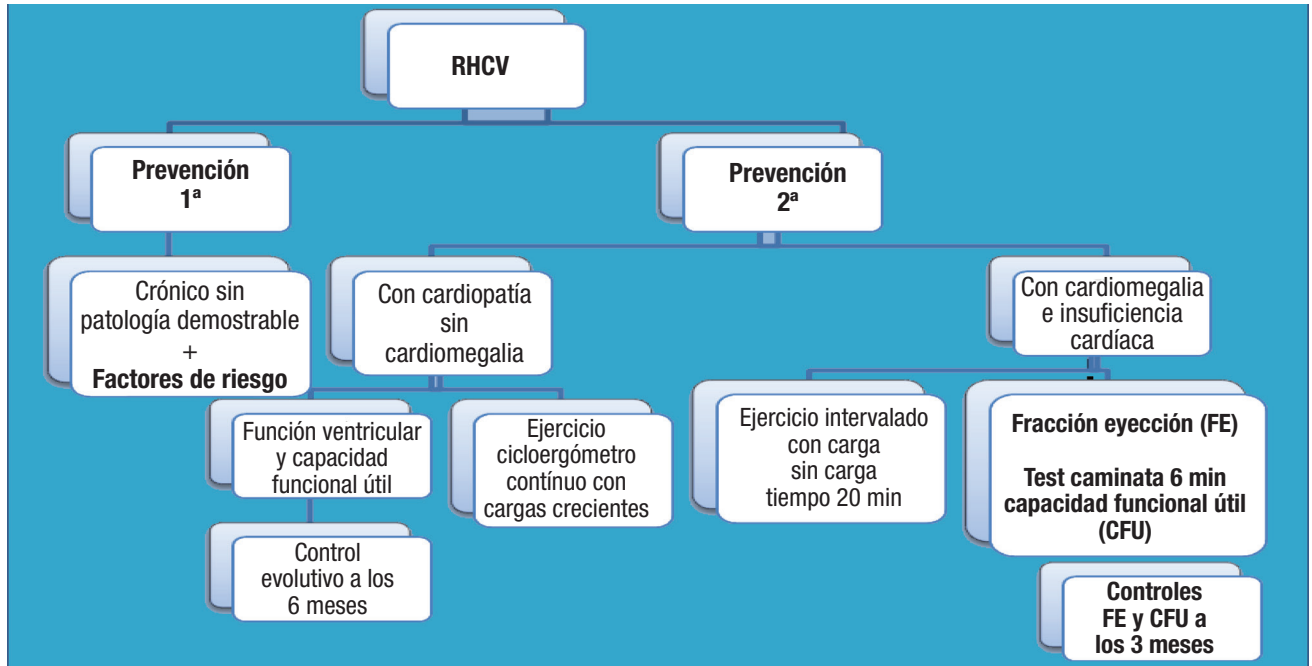 RHCV
Prevención
1ª
Prevención
2ª
Crónico sin
patología demostrable
+
Factores de riesgo
Con cardiopatía
sin
cardiomegalia
Con cardiomegalia
e insuficiencia
cardíaca
Función ventricular
y capacidad
funcional útil
Ejercicio
cicloergómetro
contínuo con
cargas crecientes
Ejercicio intervalado
con carga
sin carga
tiempo 20 min
Fracción eyección (FE)
Test caminata 6 min
capacidad funcional útil
(CFU)
Control
evolutivo a los
6 meses
Controles
FE y CFU a
los 3 meses